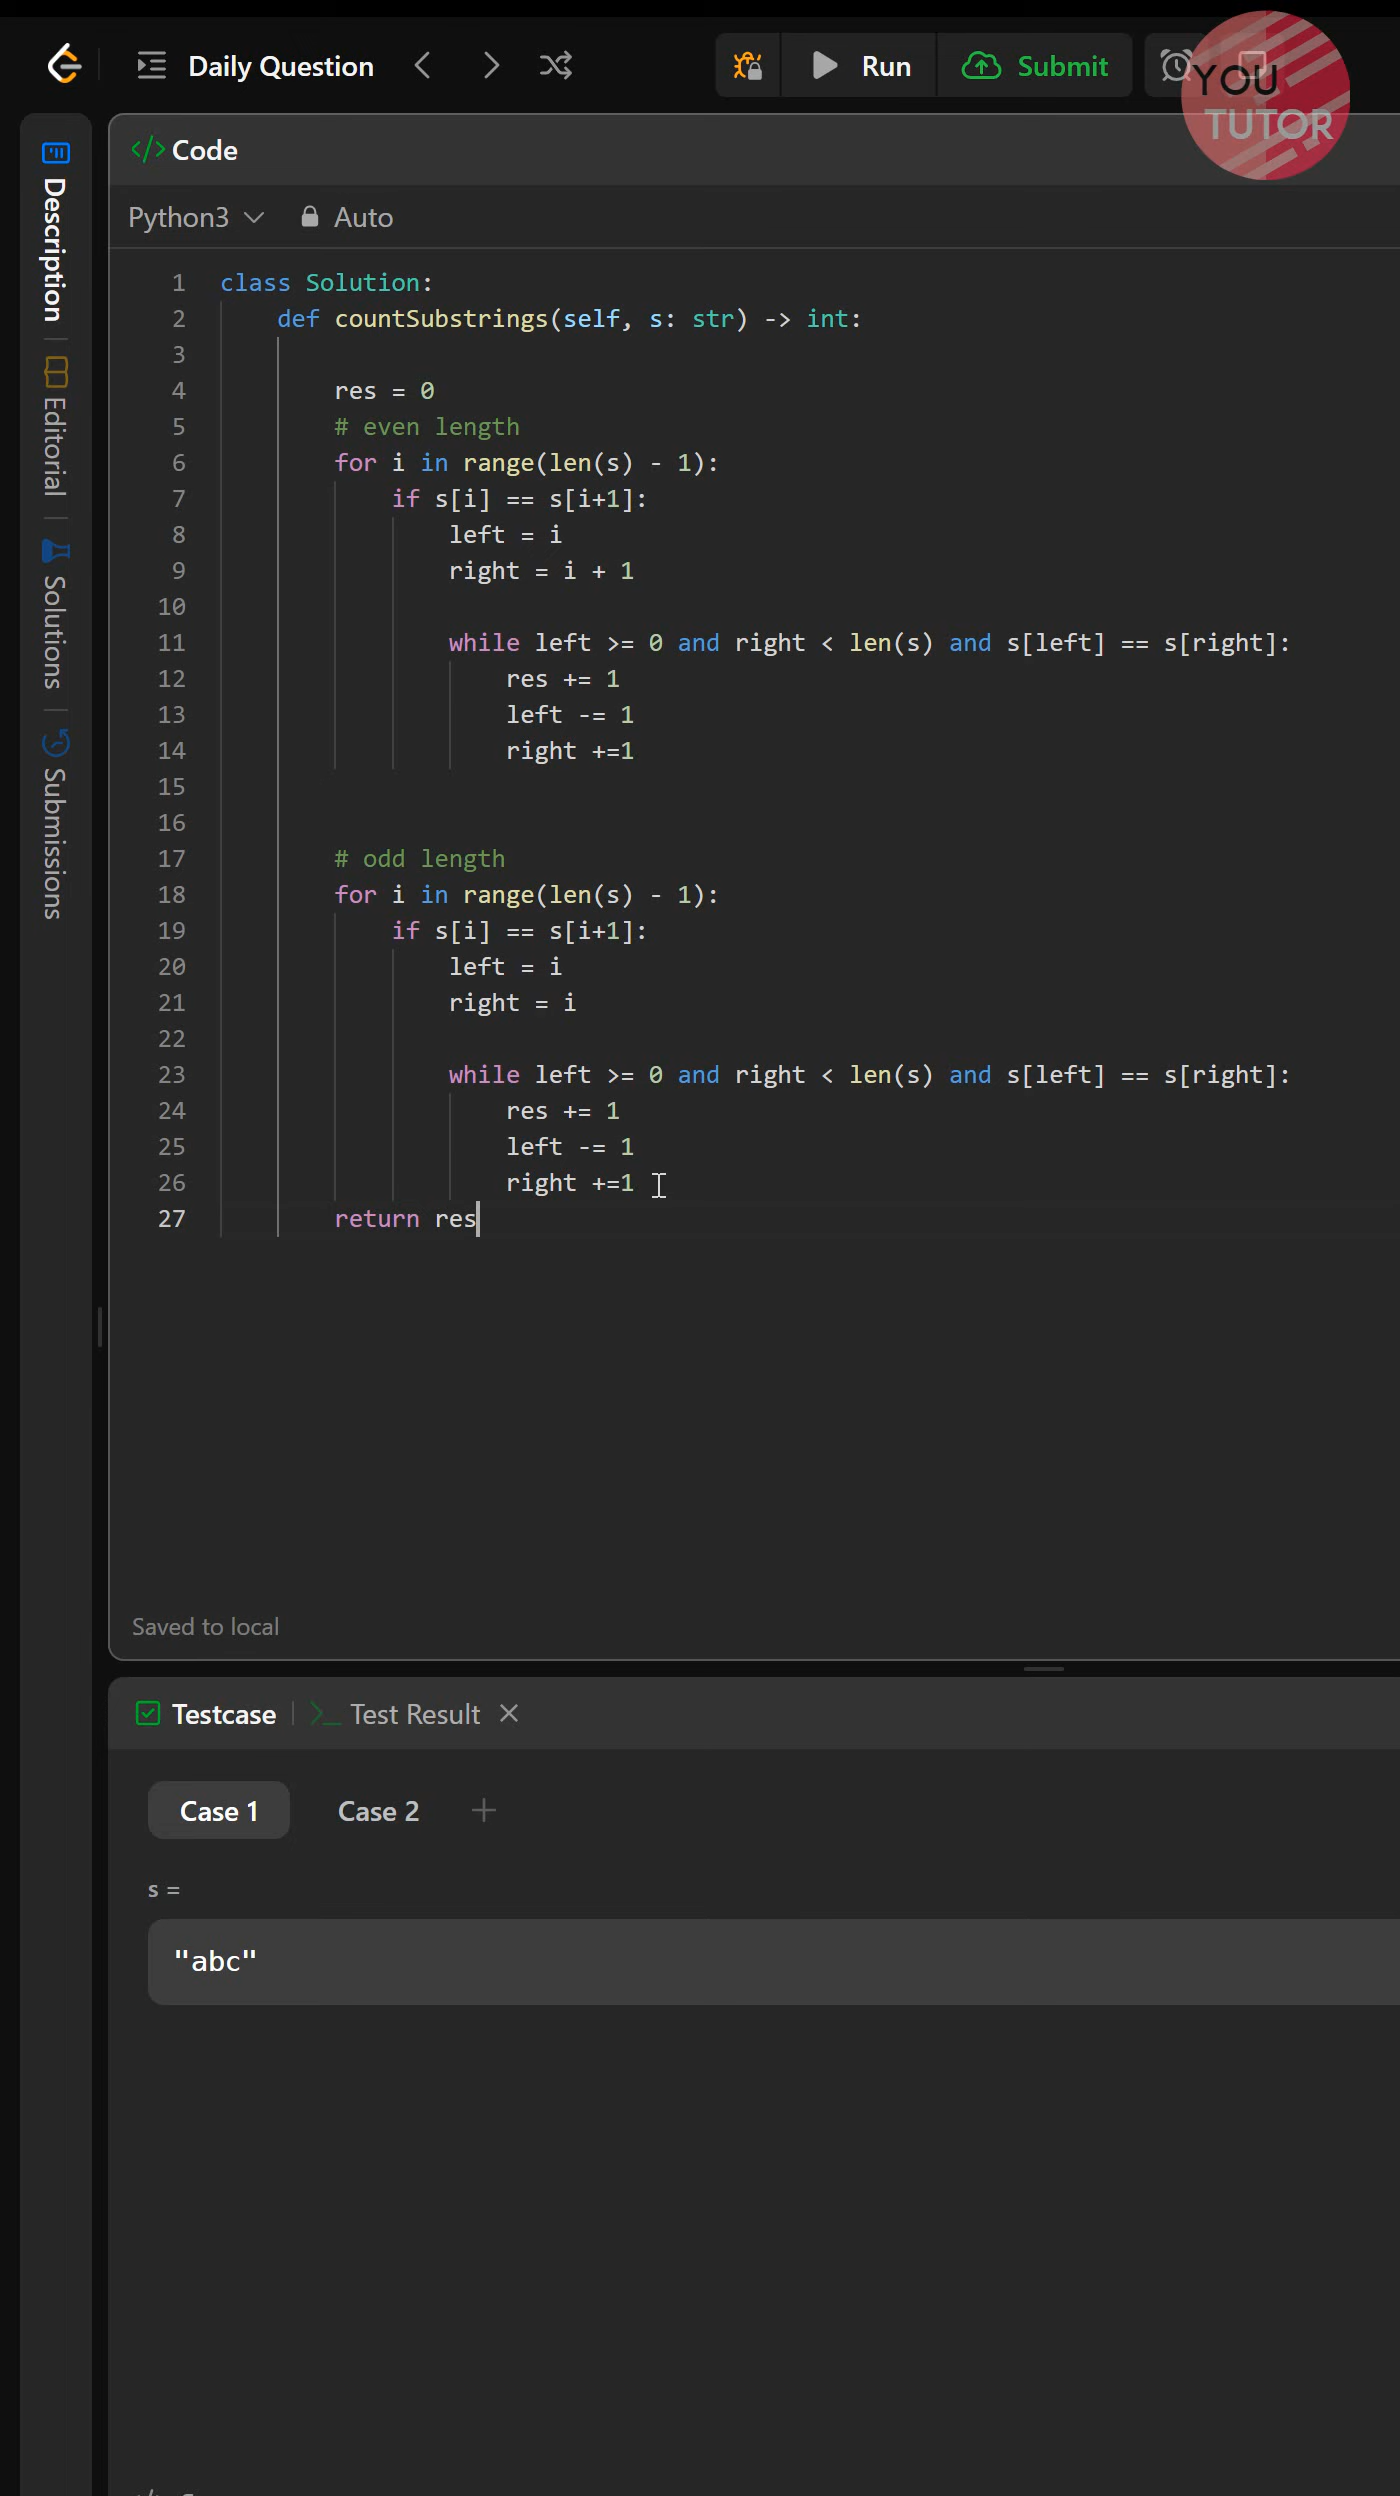 Daily Question
Run
Submit
YOU
TUTOR
Description
Editorial
Solutions
Submissions
</> Code
Python3
Auto
1 class Solution:
2     def countSubstrings(self, s: str) -> int:
3
4         res = 0
5         # even length
6         for i in range(len(s) - 1):
7             if s[i] == s[i+1]:
8                 left = i
9                 right = i + 1
10
11                 while left >= 0 and right < len(s) and s[left] == s[right]:
12                     res += 1
13                     left -= 1
14                     right +=1
15
16
17         # odd length
18         for i in range(len(s) - 1):
19             if s[i] == s[i+1]:
20                 left = i
21                 right = i
22
23                 while left >= 0 and right < len(s) and s[left] == s[right]:
24                     res += 1
25                     left -= 1
26                     right +=1
27         return res
Saved to local
Testcase
Test Result
Case 1
Case 2
s =
"abc"